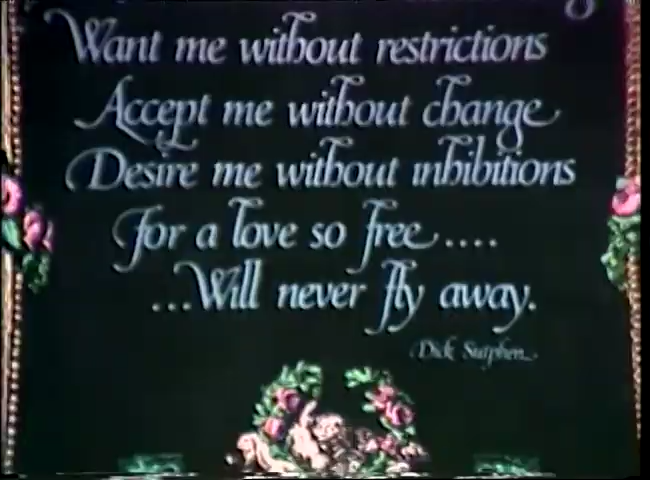 Want me without restrictions
Accept me without change
Desire me without inhibitions
For a love so free....
...Will never fly away.
Dick Sutphen